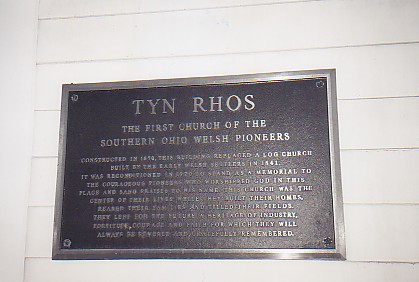 TYN RHOS
THE FIRST CHURCH OF THE
SOUTHERN OHIO WELSH PIONEERS
CONSTRUCTED IN 1870, THIS BUILDING REPLACED A LOG CHURCH
BUILT BY THE EARLY WELSH SETTLERS IN 1841.
IT WAS RECONDITIONED IN 1970 TO STAND AS A MEMORIAL TO
THE COURAGEOUS PIONEERS WHO WORSHIPED GOD IN THIS
PLACE AND SANG PRAISES TO HIS NAME. THIS CHURCH WAS THE
CENTER OF THEIR LIVES WHILE THEY BUILT THEIR HOMES,
REARED THEIR FAMILIES AND TILLED THEIR FIELDS.
THEY LEFT FOR THE FUTURE A HERITAGE OF INDUSTRY,
FORTITUDE, COURAGE AND FAITH FOR WHICH THEY WILL
ALWAYS BE REVERED AND GRATEFULLY REMEMBERED.